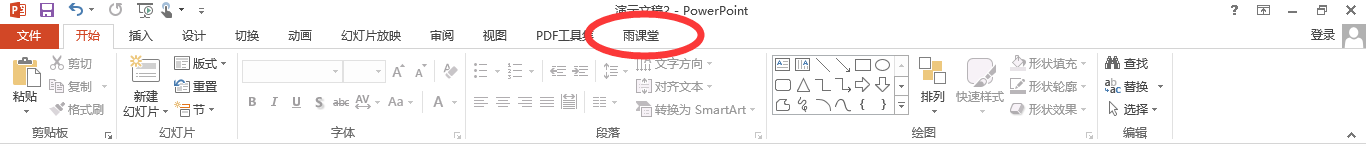 演示文稿2 - PowerPoint
文件 开始 插入 设计 切换 动画 幻灯片放映 审阅 视图 PDF工具集 雨课堂 登录
粘贴 剪切 复制 格式刷
剪贴板
新建幻灯片 版式 重置 节
幻灯片
B I U S abc AV Aa A
字体
文字方向 对齐文本 转换为 SmartArt
段落
排列 快速样式 形状填充 形状轮廓 形状效果
绘图
查找 替换 选择
编辑